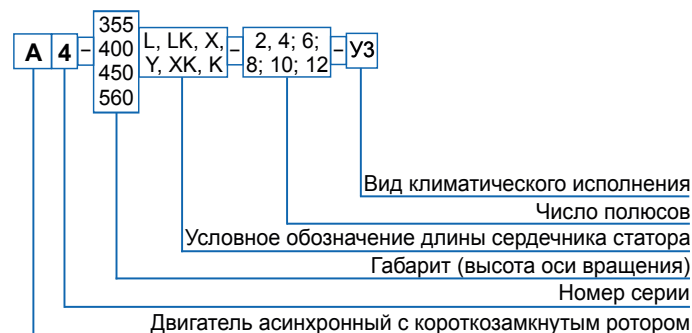 355
400
450
560
А 4 – – – У3
L, LK, X,
Y, XK, K
2, 4; 6;
8; 10; 12
Вид климатического исполнения
Число полюсов
Условное обозначение длины сердечника статора
Габарит (высота оси вращения)
Номер серии
Двигатель асинхронный с короткозамкнутым ротором